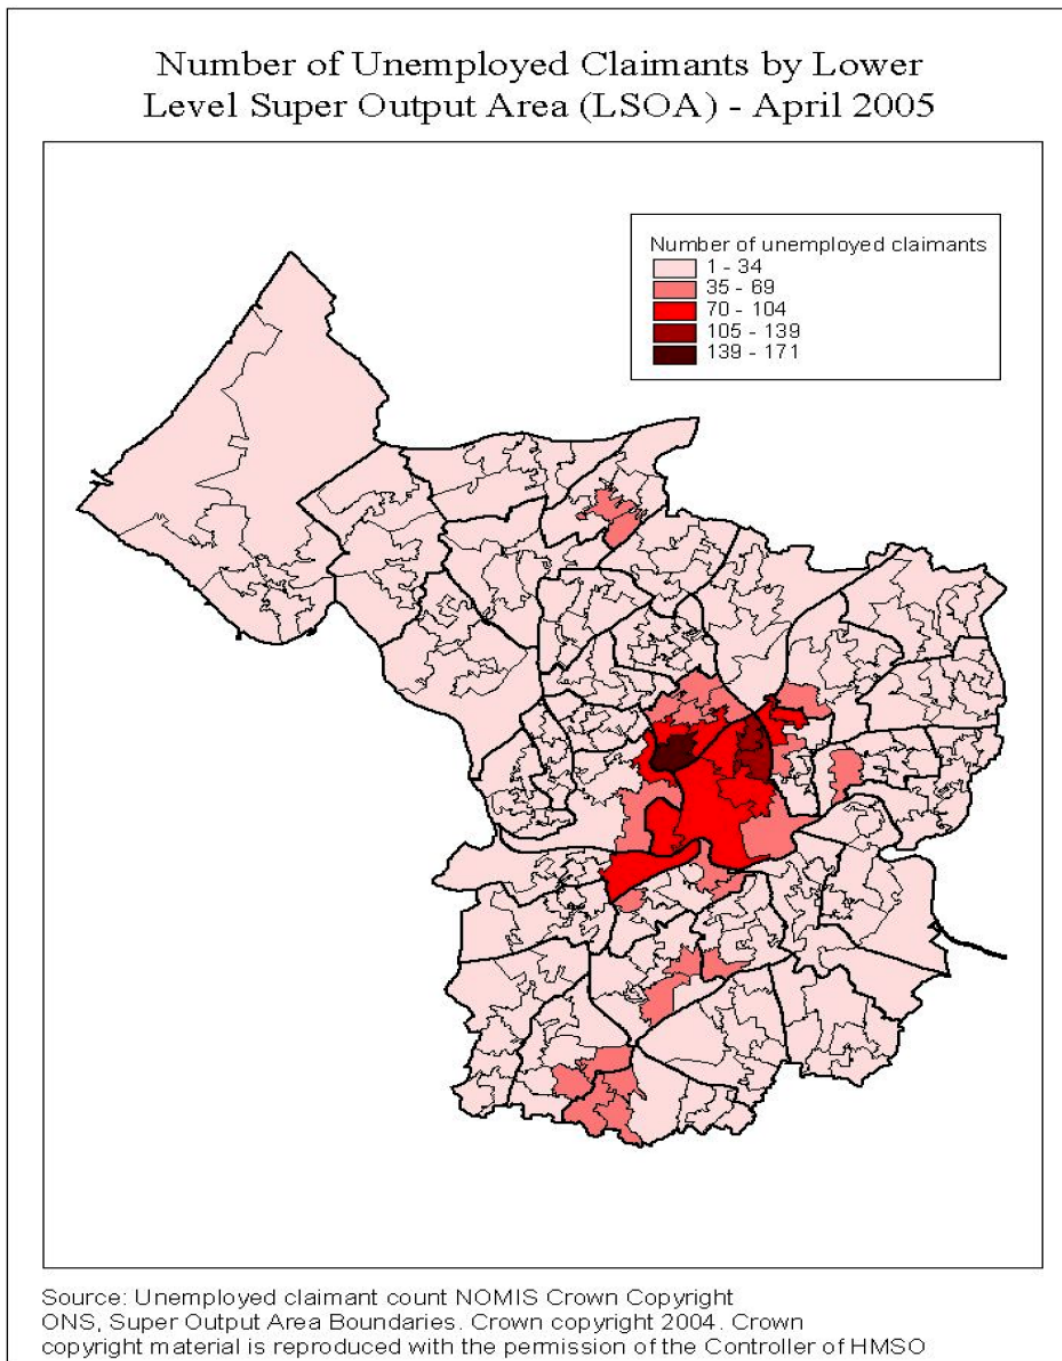 Number of Unemployed Claimants by Lower
Level Super Output Area (LSOA) - April 2005
Number of unemployed claimants
1 - 34
35 - 69
70 - 104
105 - 139
139 - 171
Source: Unemployed claimant count NOMIS Crown Copyright
ONS, Super Output Area Boundaries. Crown copyright 2004. Crown
copyright material is reproduced with the permission of the Controller of HMSO